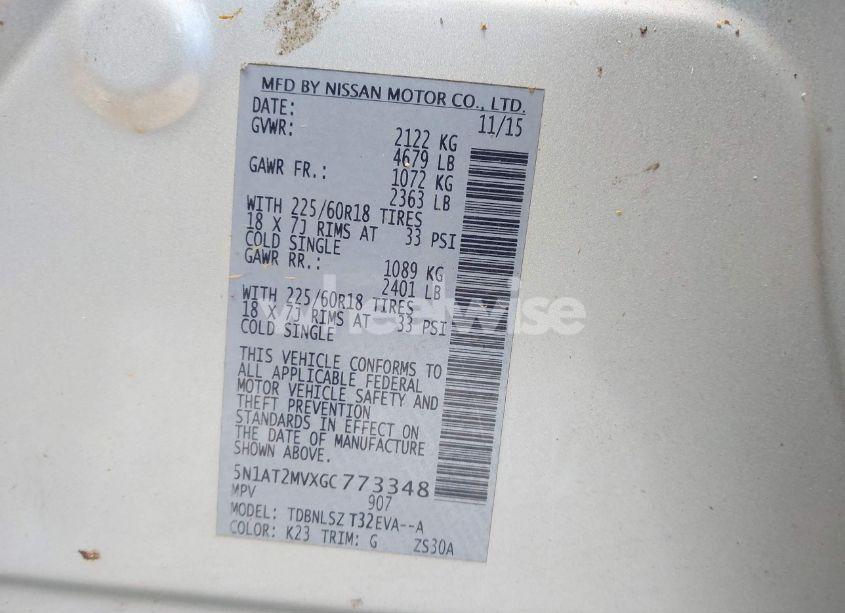 MFD BY NISSAN MOTOR CO., LTD.
DATE: 11/15
GVWR: 2122 KG
4679 LB
GAWR FR.: 1072 KG
2363 LB
WITH 225/60R18 TIRES
18 X 7J RIMS AT 33 PSI
COLD SINGLE
GAWR RR.: 1089 KG
2401 LB
WITH 225/60R18 TIRES
18 X 7J RIMS AT 33 PSI
COLD SINGLE
wheelwise
THIS VEHICLE CONFORMS TO
ALL APPLICABLE FEDERAL
MOTOR VEHICLE SAFETY AND
THEFT PREVENTION
STANDARDS IN EFFECT ON
THE DATE OF MANUFACTURE
SHOWN ABOVE.
5N1AT2MVXGC773348
MPV 907
MODEL: TDBNLSZ T32EVA--A
COLOR: K23 TRIM: G ZS30A